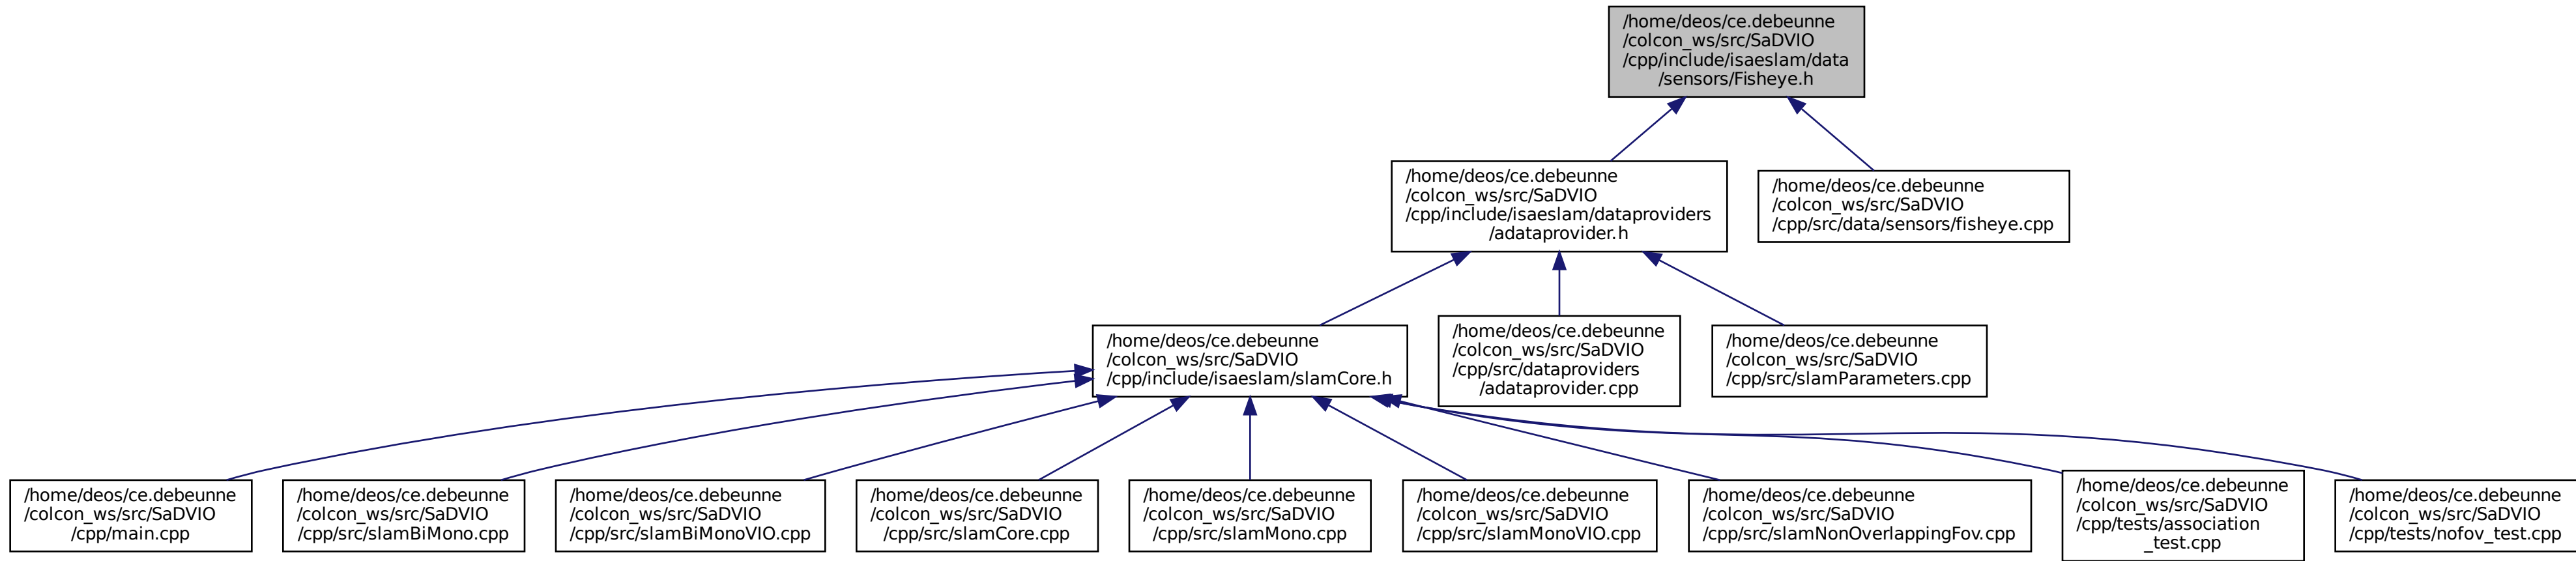 /home/deos/ce.debeunne
/colcon_ws/src/SaDVIO
/cpp/include/isaeslam/data
/sensors/Fisheye.h
/home/deos/ce.debeunne
/colcon_ws/src/SaDVIO
/cpp/include/isaeslam/dataproviders
/adataprovider.h
/home/deos/ce.debeunne
/colcon_ws/src/SaDVIO
/cpp/src/data/sensors/fisheye.cpp
/home/deos/ce.debeunne
/colcon_ws/src/SaDVIO
/cpp/include/isaeslam/slamCore.h
/home/deos/ce.debeunne
/colcon_ws/src/SaDVIO
/cpp/src/dataproviders
/adataprovider.cpp
/home/deos/ce.debeunne
/colcon_ws/src/SaDVIO
/cpp/src/slamParameters.cpp
/home/deos/ce.debeunne
/colcon_ws/src/SaDVIO
/cpp/main.cpp
/home/deos/ce.debeunne
/colcon_ws/src/SaDVIO
/cpp/src/slamBiMono.cpp
/home/deos/ce.debeunne
/colcon_ws/src/SaDVIO
/cpp/src/slamBiMonoVIO.cpp
/home/deos/ce.debeunne
/colcon_ws/src/SaDVIO
/cpp/src/slamCore.cpp
/home/deos/ce.debeunne
/colcon_ws/src/SaDVIO
/cpp/src/slamMono.cpp
/home/deos/ce.debeunne
/colcon_ws/src/SaDVIO
/cpp/src/slamMonoVIO.cpp
/home/deos/ce.debeunne
/colcon_ws/src/SaDVIO
/cpp/src/slamNonOverlappingFov.cpp
/home/deos/ce.debeunne
/colcon_ws/src/SaDVIO
/cpp/tests/association
_test.cpp
/home/deos/ce.debeunne
/colcon_ws/src/SaDVIO
/cpp/tests/nofov_test.cpp